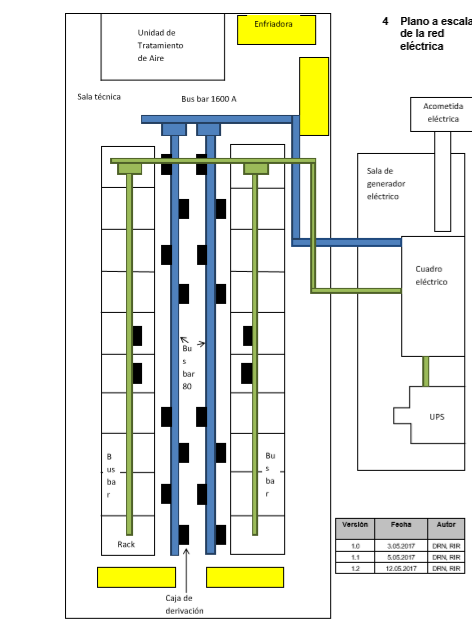 4 Plano a escala
de la red
eléctrica
Unidad de
Tratamiento
de Aire
Enfriadora
Sala técnica
Bus bar 1600 A
Acometida
eléctrica
Sala de
generador
eléctrico
Cuadro
eléctrico
UPS
Bu
s
bar
80
B
us
ba
r
Bu
s
ba
r
Rack
Caja de
derivación
Versión Fecha Autor
1.0 3.05.2017 DRN, RIR
1.1 5.05.2017 DRN, RIR
1.2 12.05.2017 DRN, RIR